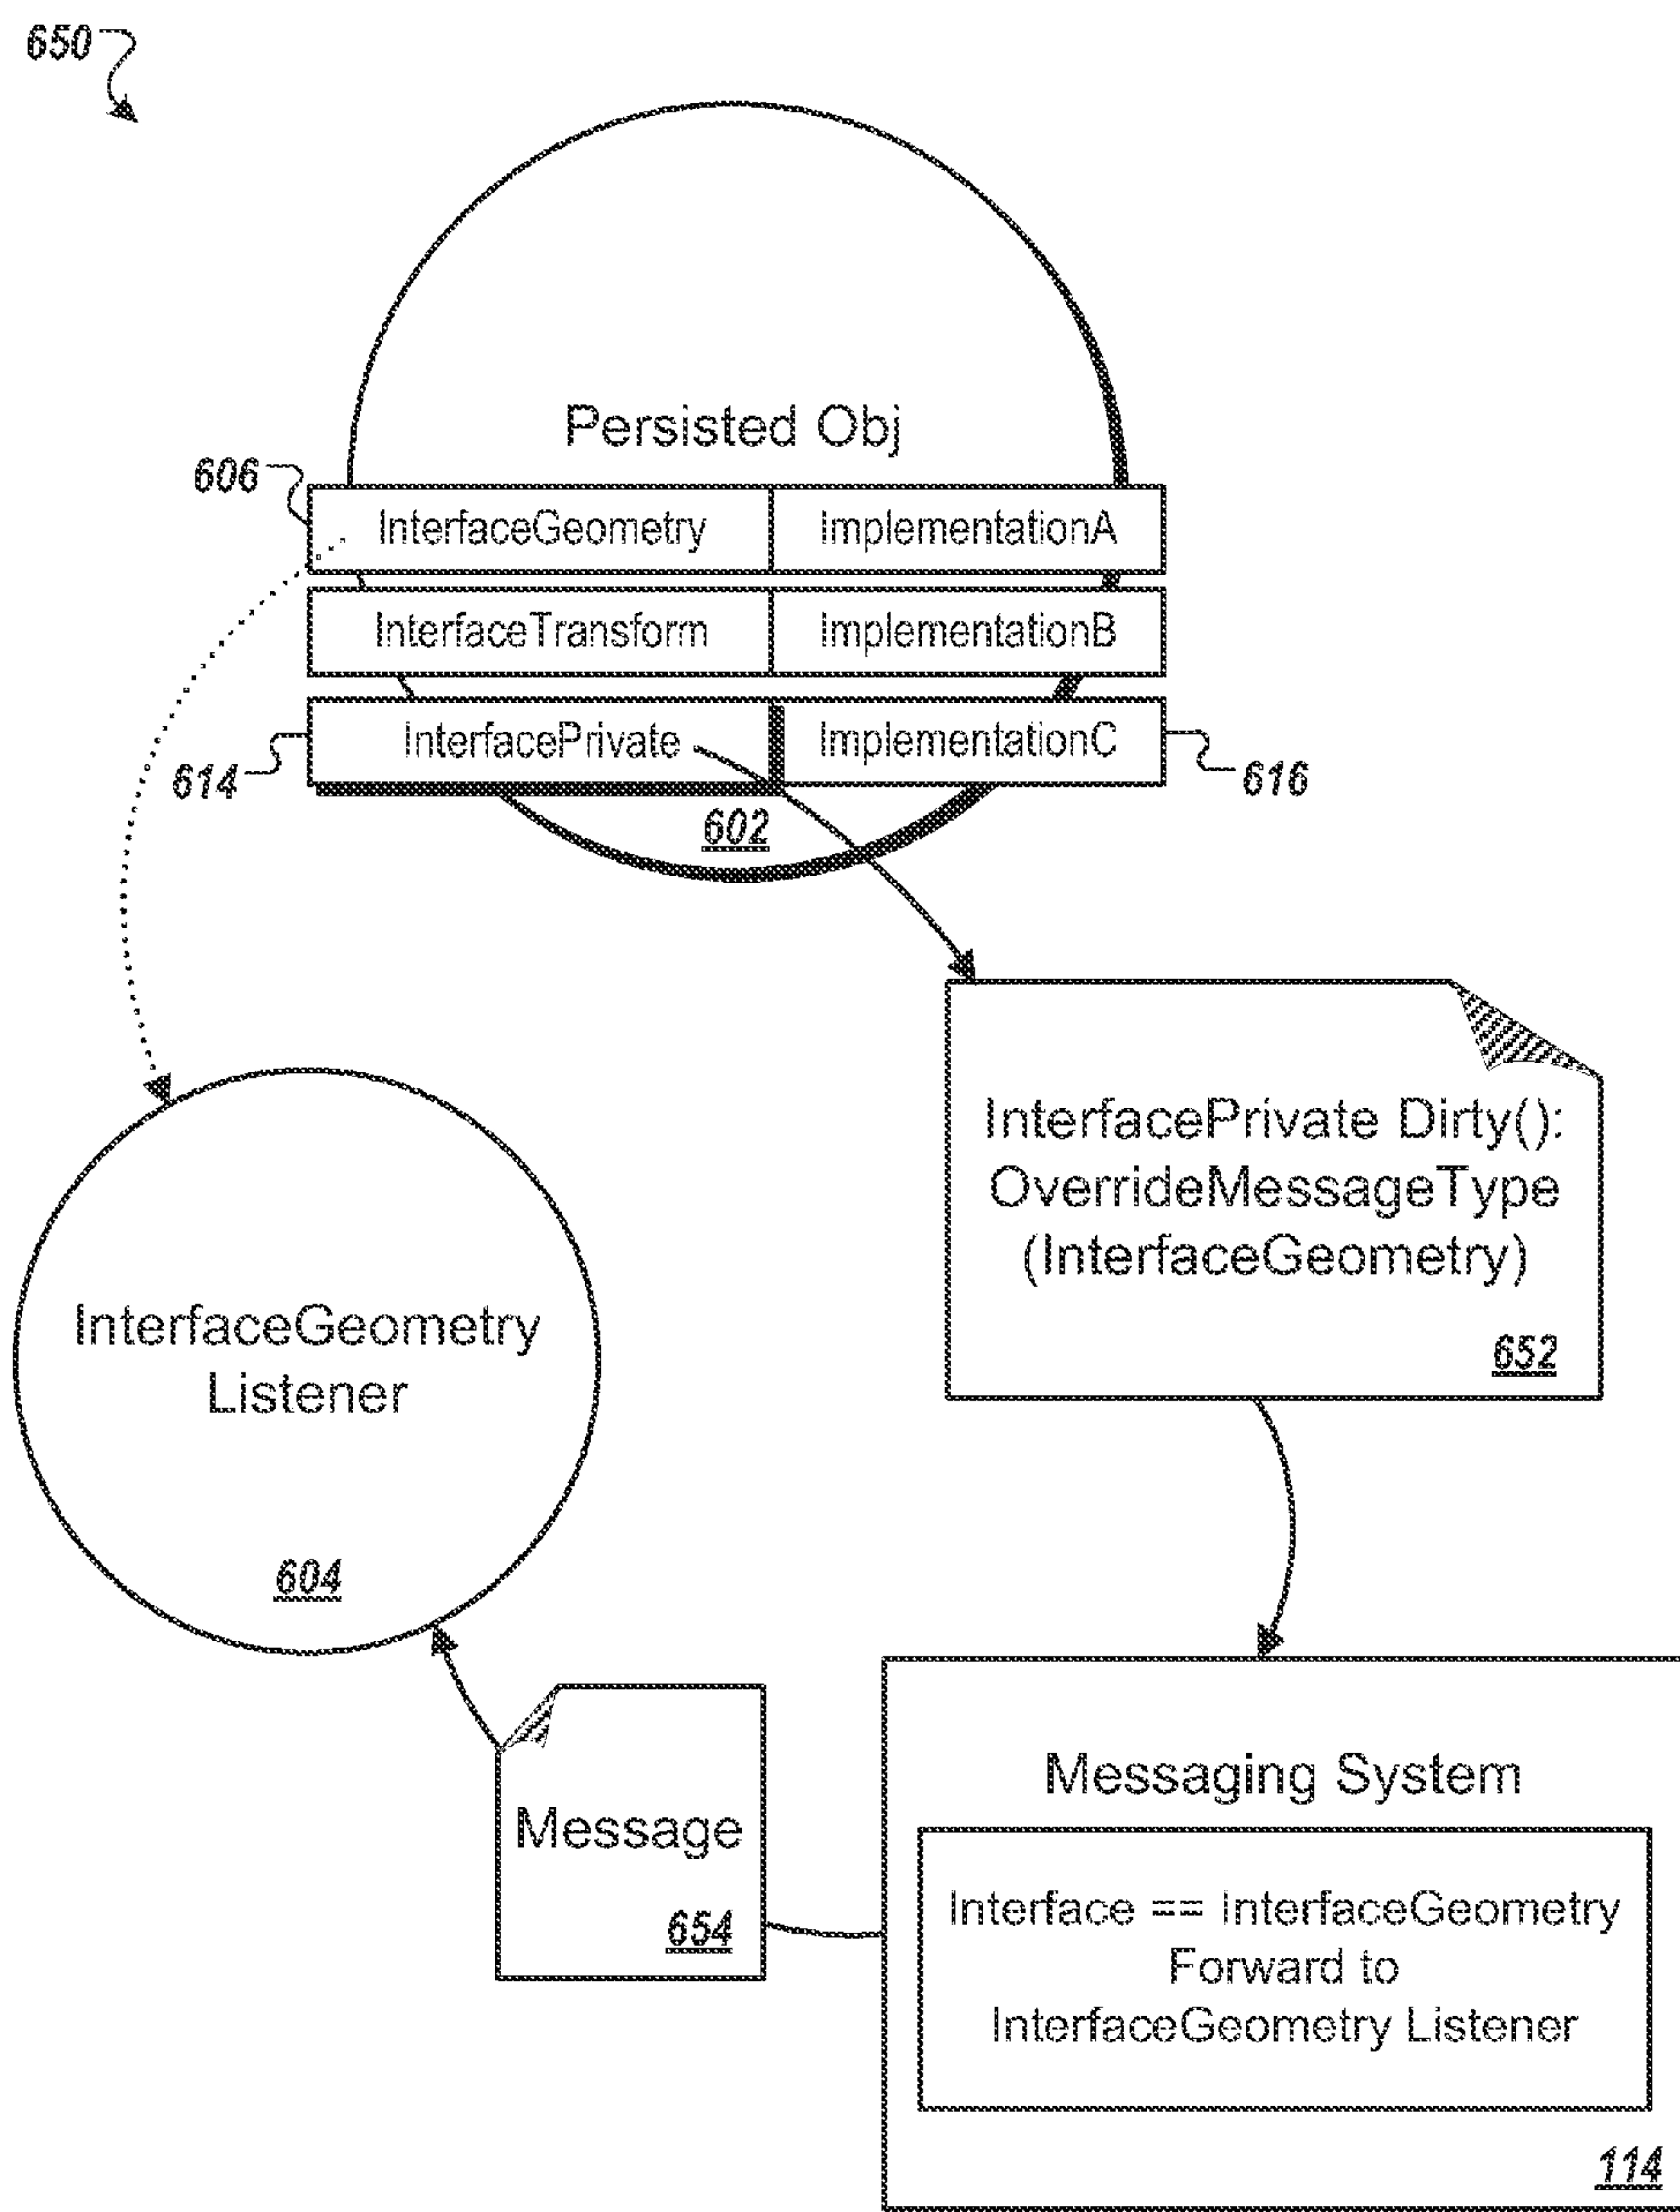 650
Persisted Obj
606
InterfaceGeometry
ImplementationA
InterfaceTransform
ImplementationB
InterfacePrivate
ImplementationC
614
616
602
InterfacePrivate Dirty():
OverrideMessageType
(InterfaceGeometry)
652
InterfaceGeometry
Listener
604
Message
654
Messaging System
Interface == InterfaceGeometry
Forward to
InterfaceGeometry Listener
114